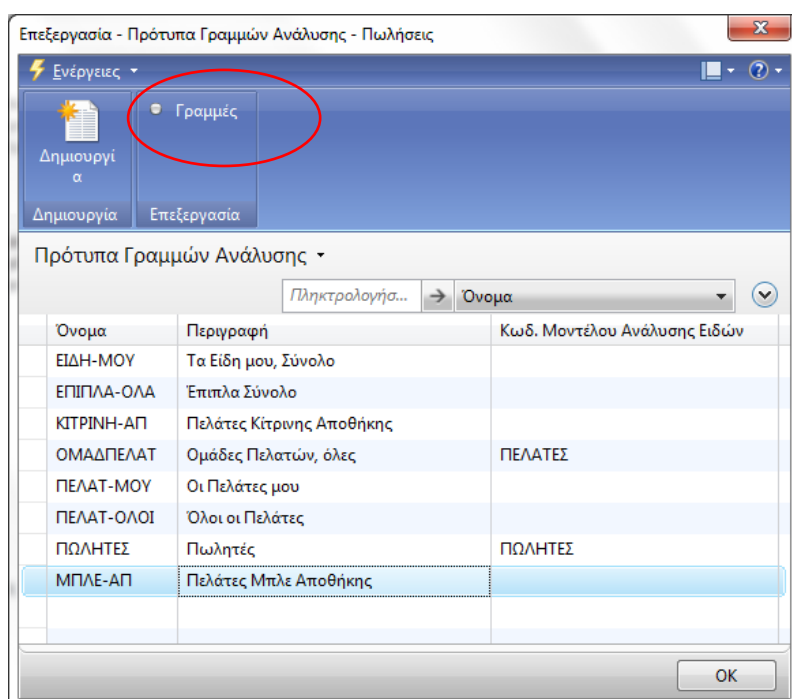 Επεξεργασία - Πρότυπα Γραμμών Ανάλυσης - Πωλήσεις
Ενέργειες
Γραμμές
Δημιουργί
α
Δημιουργία Επεξεργασία
Πρότυπα Γραμμών Ανάλυσης
Πληκτρολογήσ... Όνομα
Όνομα Περιγραφή Κωδ. Μοντέλου Ανάλυσης Ειδών
ΕΙΔΗ-ΜΟΥ Τα Είδη μου, Σύνολο
ΕΠΙΠΛΑ-ΟΛΑ Έπιπλα Σύνολο
ΚΙΤΡΙΝΗ-ΑΠ Πελάτες Κίτρινης Αποθήκης
ΟΜΑΔΠΕΛΑΤ Ομάδες Πελατών, όλες ΠΕΛΑΤΕΣ
ΠΕΛΑΤ-ΜΟΥ Οι Πελάτες μου
ΠΕΛΑΤ-ΟΛΟΙ Όλοι οι Πελάτες
ΠΩΛΗΤΕΣ Πωλητές ΠΩΛΗΤΕΣ
ΜΠΛΕ-ΑΠ Πελάτες Μπλε Αποθήκης
OK